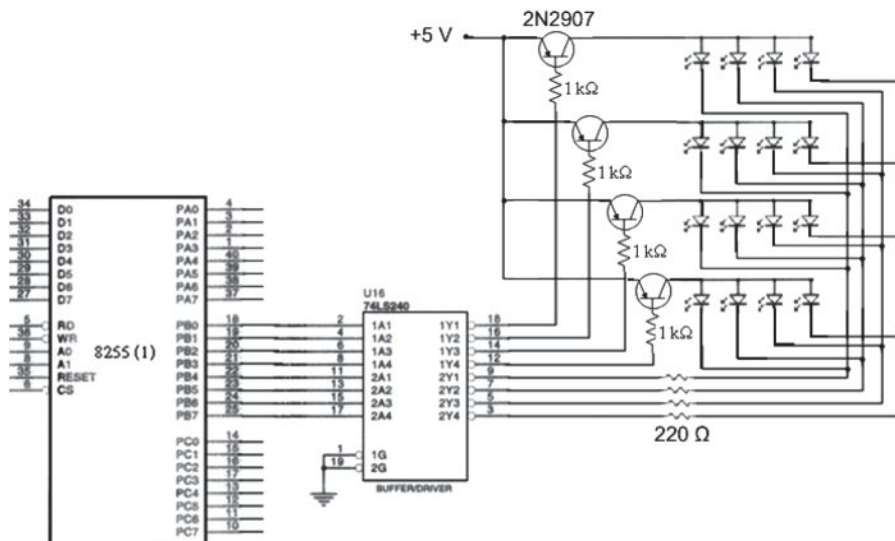 2N2907
+5 V
1 kΩ
1 kΩ
1 kΩ
1 kΩ
34 D0 PA0 4
33 D1 PA1 3
32 D2 PA2 2
31 D3 PA3 1
30 D4 PA4 40
29 D5 PA5 39
28 D6 PA6 38
27 D7 PA7 37
5 RD PB0 18
36 WR PB1 19
9 A0 PB2 20
8 A1 PB3 21
35 RESET PB4 22
6 CS PB5 23
PB6 24
PB7 25
8255 (1)
PC0 14
PC1 15
PC2 16
PC3 17
PC4 13
PC5 12
PC6 11
PC7 10
U16
74LS240
2 1A1 1Y1 18
4 1A2 1Y2 16
6 1A3 1Y3 14
8 1A4 1Y4 12
11 2A1 2Y1 9
13 2A2 2Y2 7
15 2A3 2Y3 5
17 2A4 2Y4 3
1 1G
19 2G
BUFFER/DRIVER
220 Ω